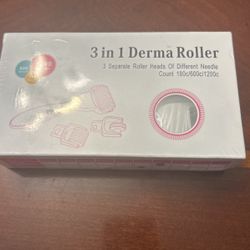 3 in 1 Derma Roller
3 Separate Roller Heads Of Different Needle
Count 180c/600c/1200c